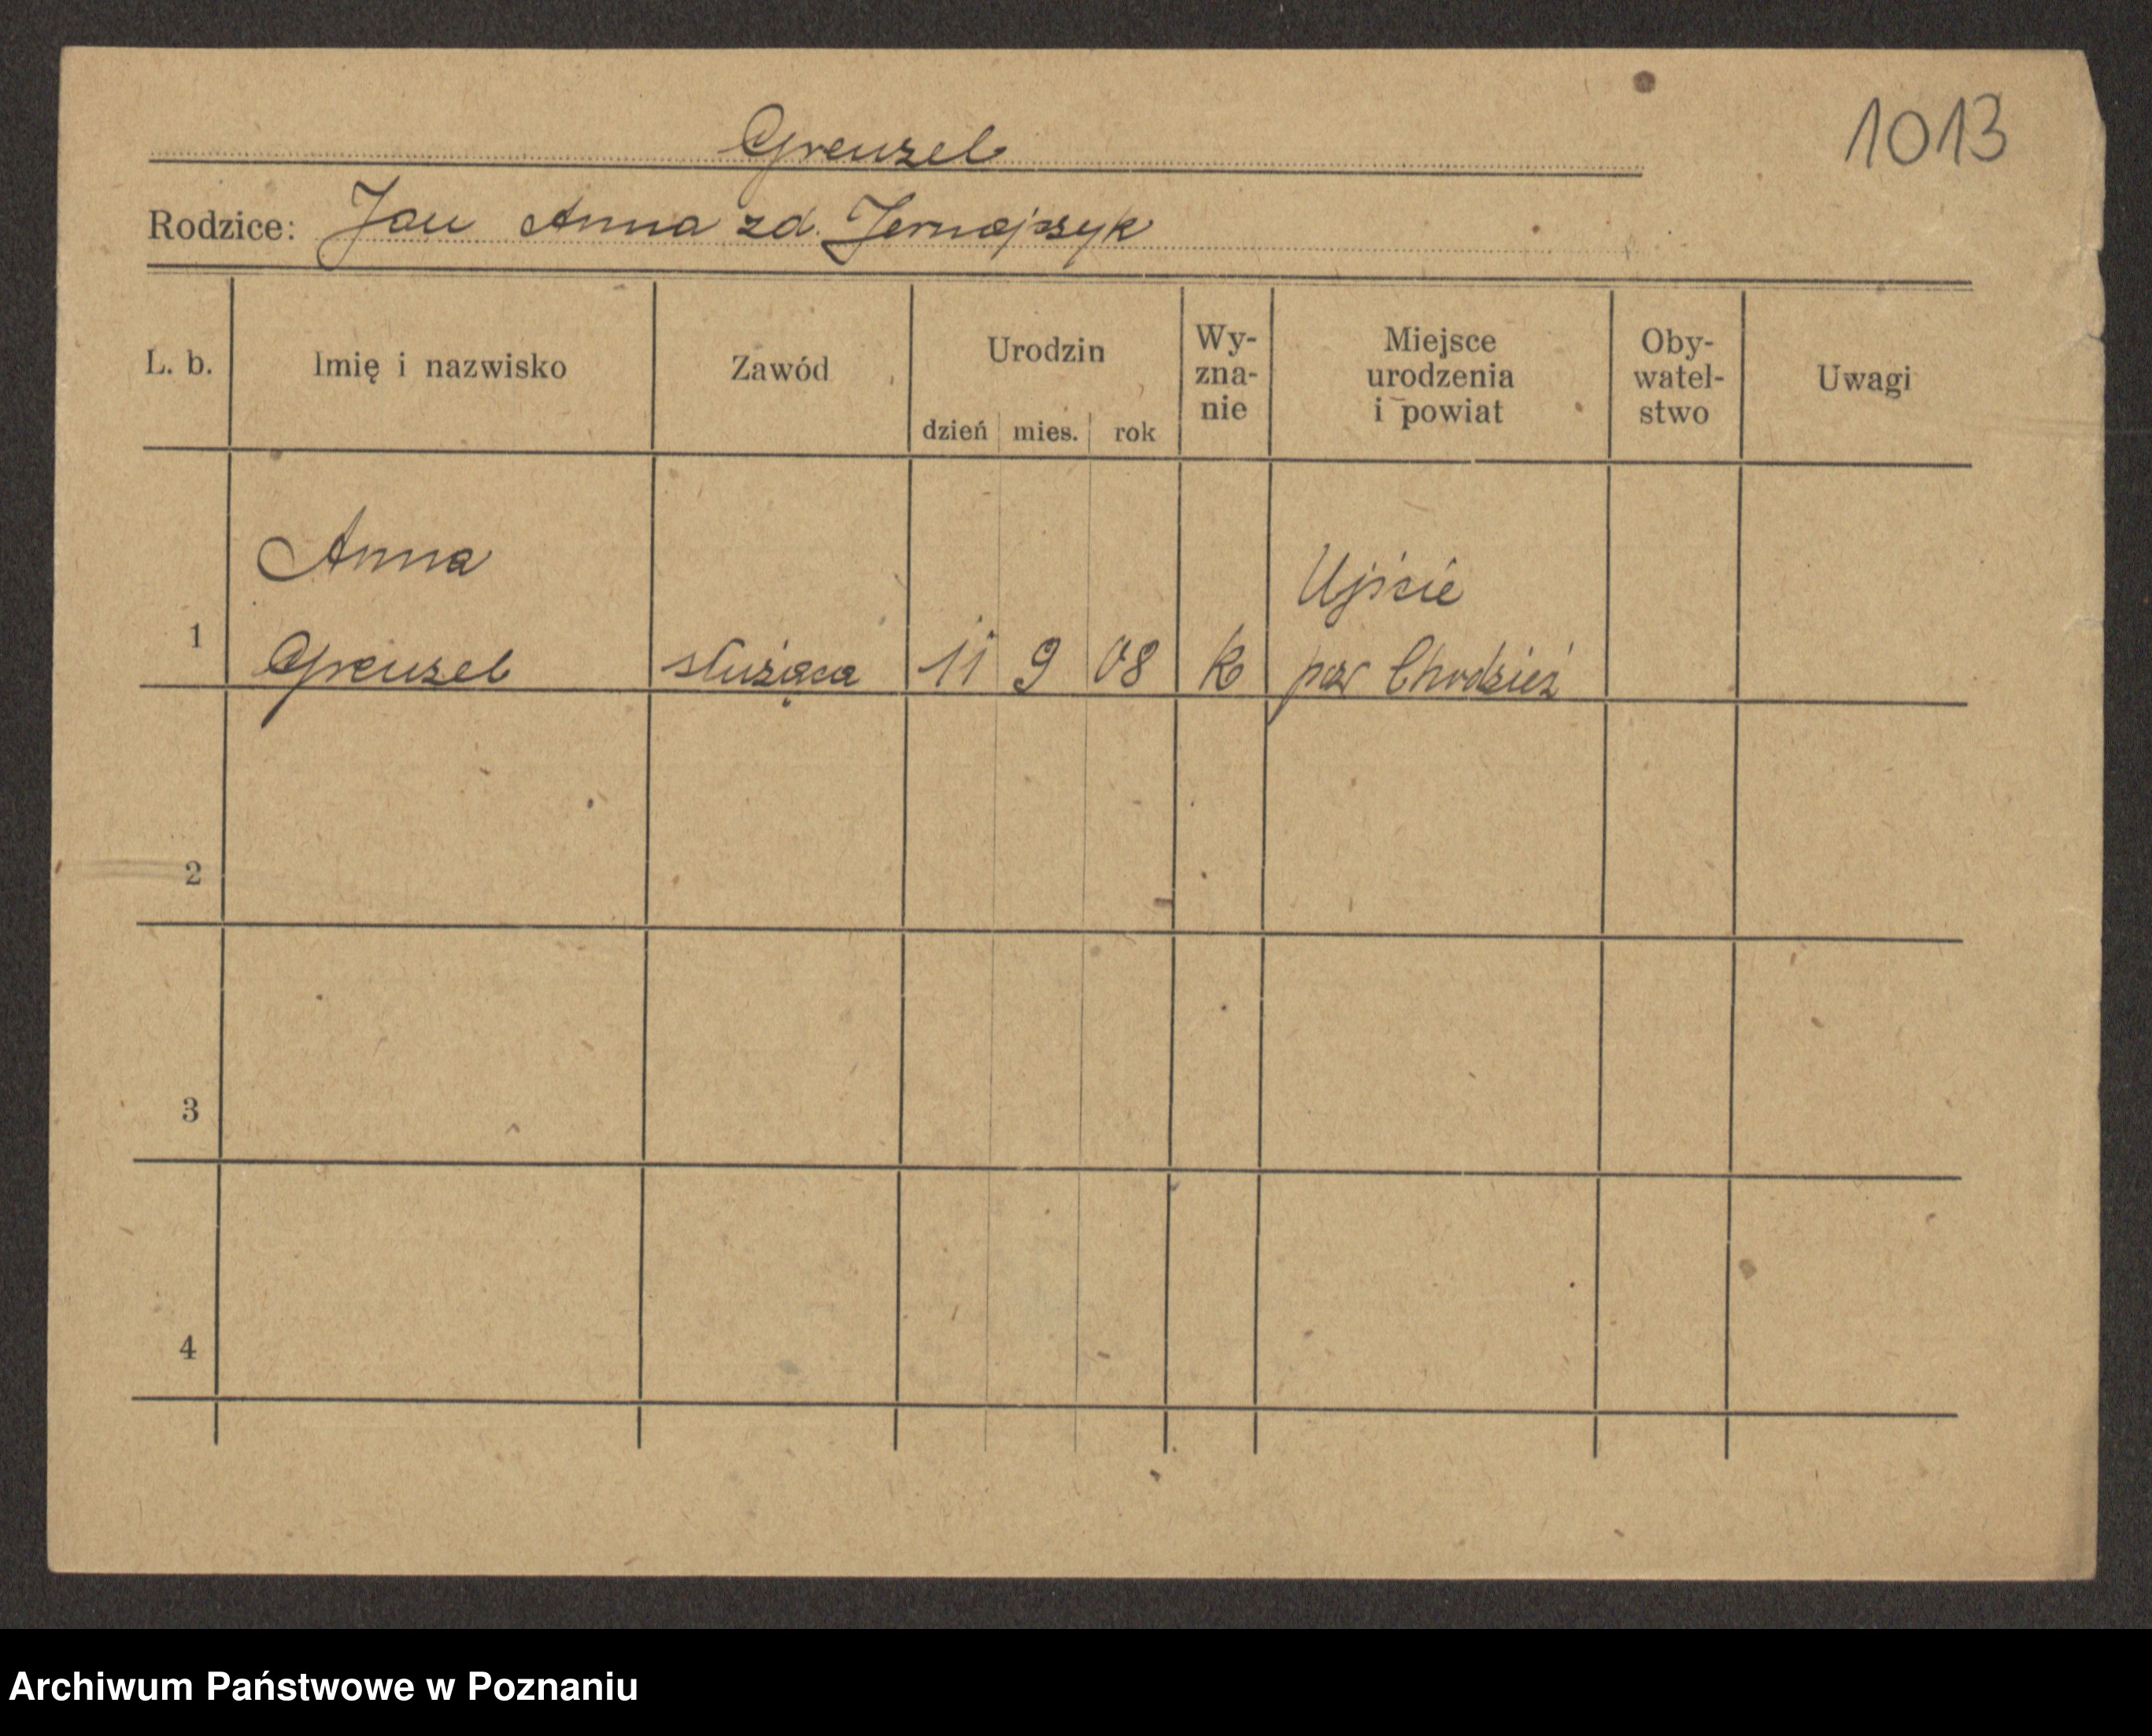 1013
Greuzel
Rodzice: Jan Anna zd.
L. b.
Imię i nazwisko
Zawód
Urodzin
dzień mies. rok
Wy-
zna-
nie
Miejsce
urodzenia
i powiat
Oby-
watel-
stwo
Uwagi
Anna
Ujście
1 Greuzel służąca 11 9 08 k pow Chodzież
2
3
4
Archiwum Państwowe w Poznaniu